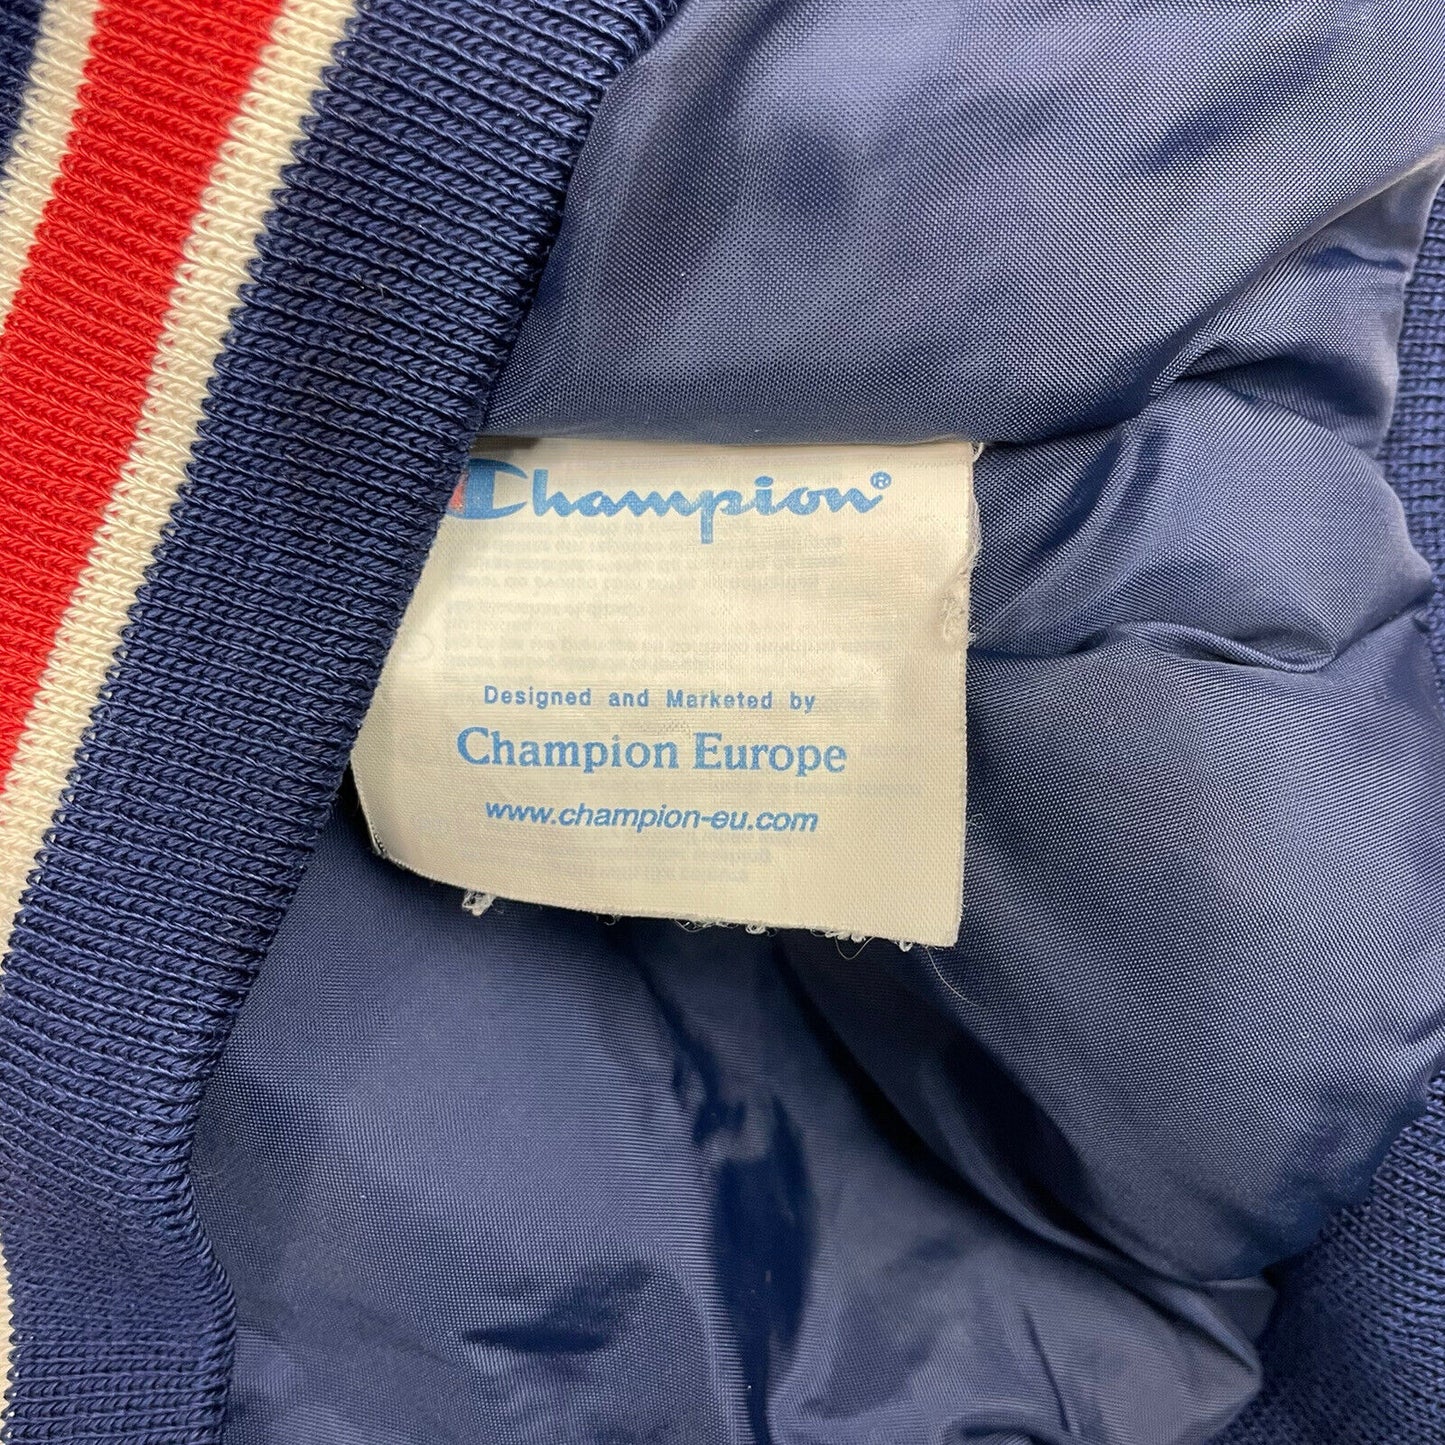 Champion®
Designed and Marketed by
Champion Europe
www.champion-eu.com